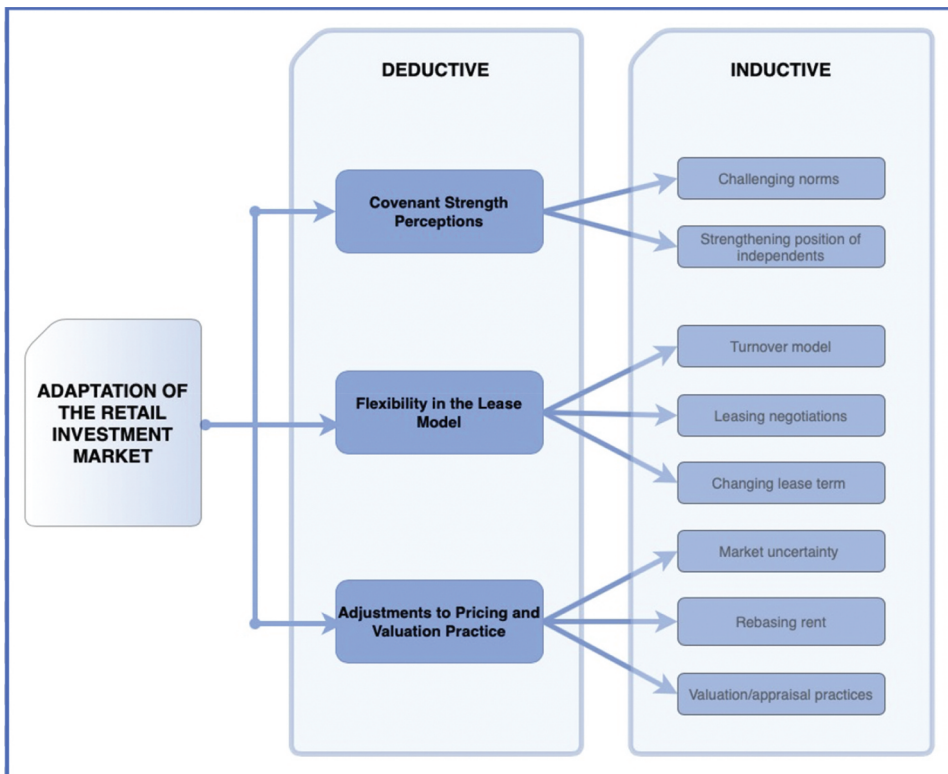 DEDUCTIVE
INDUCTIVE
ADAPTATION OF
THE RETAIL
INVESTMENT
MARKET
Covenant Strength
Perceptions
Challenging norms
Strengthening position of
independents
Flexibility in the Lease
Model
Turnover model
Leasing negotiations
Changing lease term
Adjustments to Pricing and
Valuation Practice
Market uncertainty
Rebasing rent
Valuation/appraisal practices